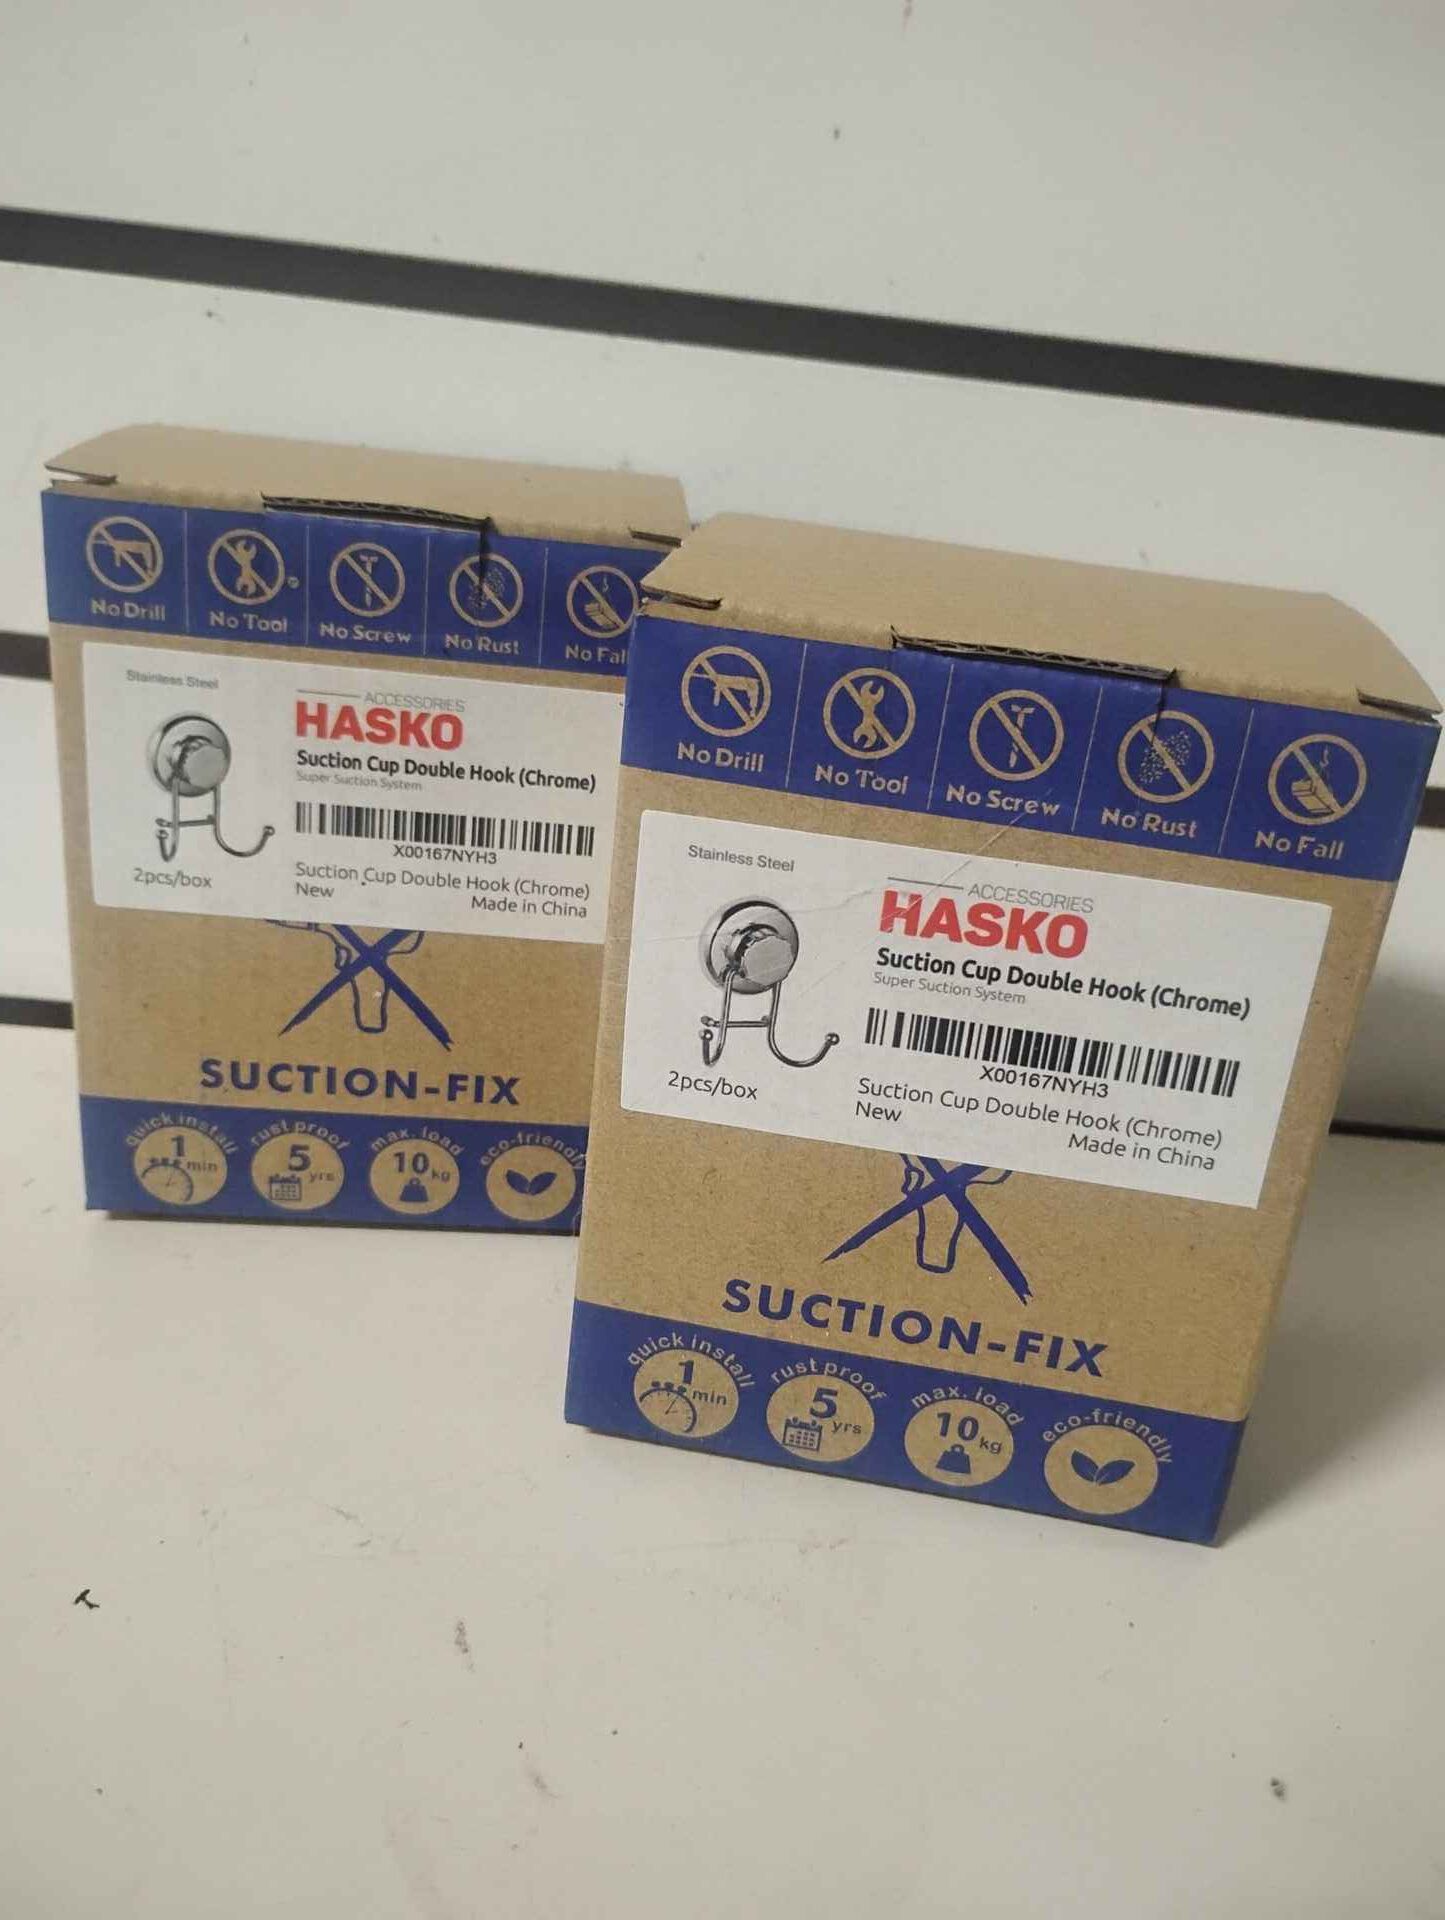 No Drill
No Tool
No Screw
No Rust
No Fal
Stainless Steel
ACCESSORIES
HASKO
Suction Cup Double Hook (Chrome)
Super Suction System
X00167NYH3
2pcs/box
Suction Cup Double Hook (Chrome)
New
Made in China
SUCTION-FIX
quick install
1 min
rust proof
5 yrs
max. load
10 kg
eco-friendly
No Drill
No Tool
No Screw
No Rust
No Fall
Stainless Steel
ACCESSORIES
HASKO
Suction Cup Double Hook (Chrome)
Super Suction System
X00167NYH3
2pcs/box
Suction Cup Double Hook (Chrome)
New
Made in China
SUCTION-FIX
quick install
1 min
rust proof
5 yrs
max. load
10 kg
eco-friendly